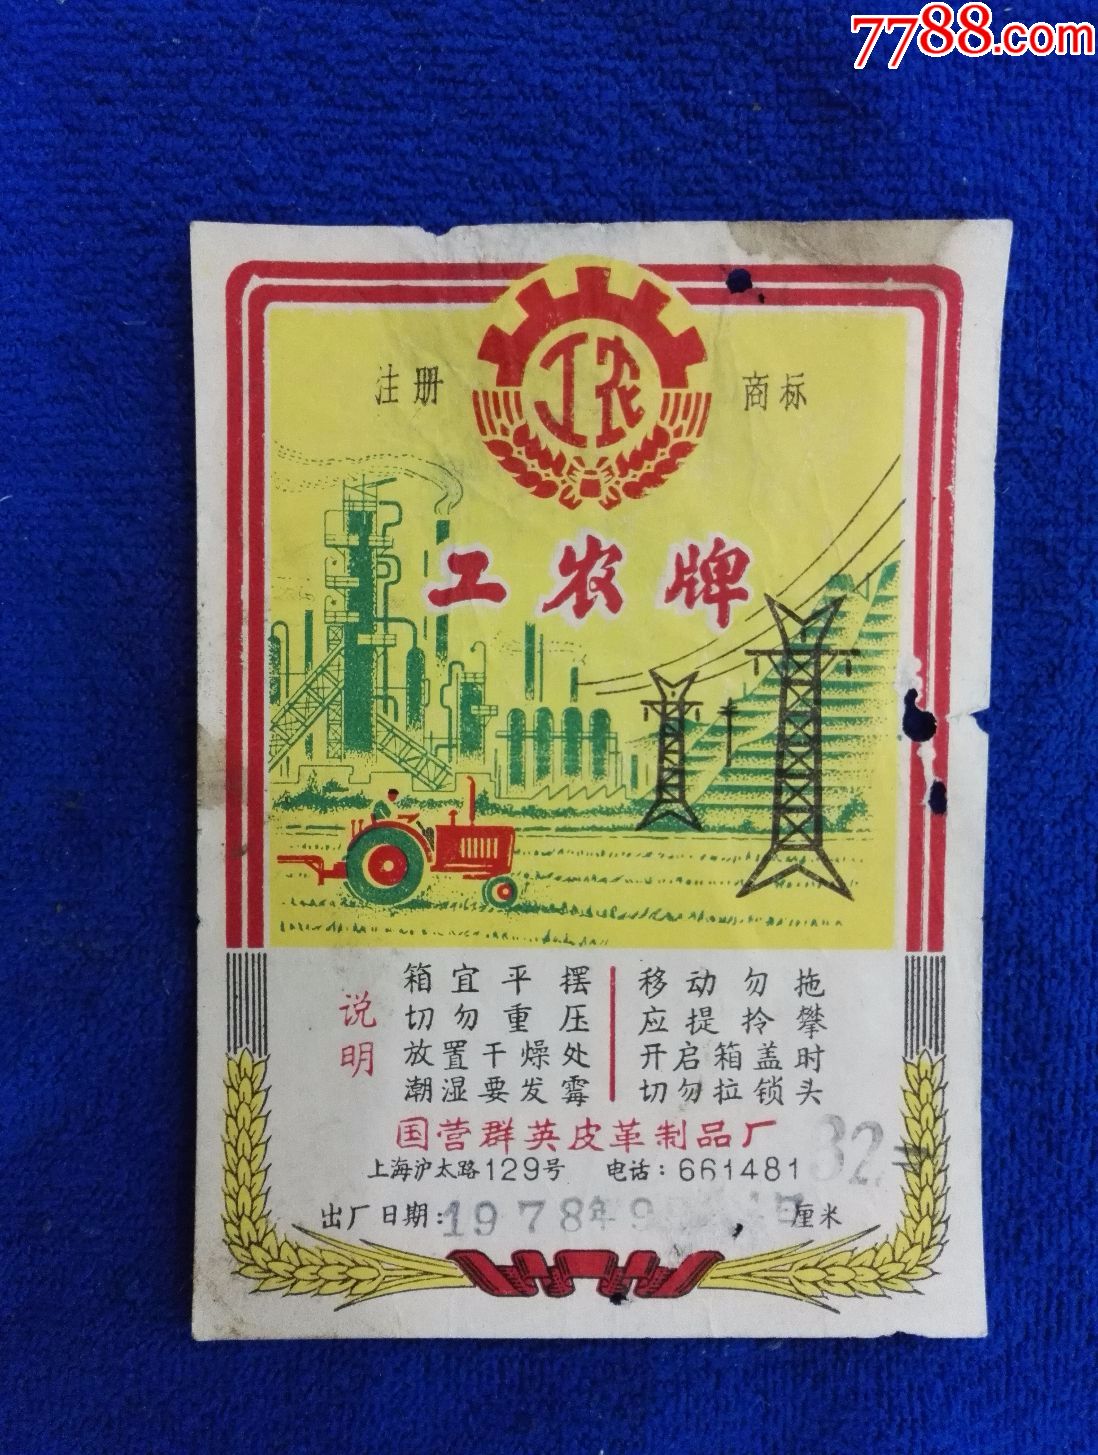 7788.com
工农
注册 商标
工农牌
说明
箱宜平摆
切勿重压
放置干燥处
潮湿要发霉
移动勿拖
应提拎攀
开启箱盖时
切勿拉锁头
国营群英皮革制品厂
上海沪太路129号 电话：661481
32
出厂日期：1978年9 日 厘米